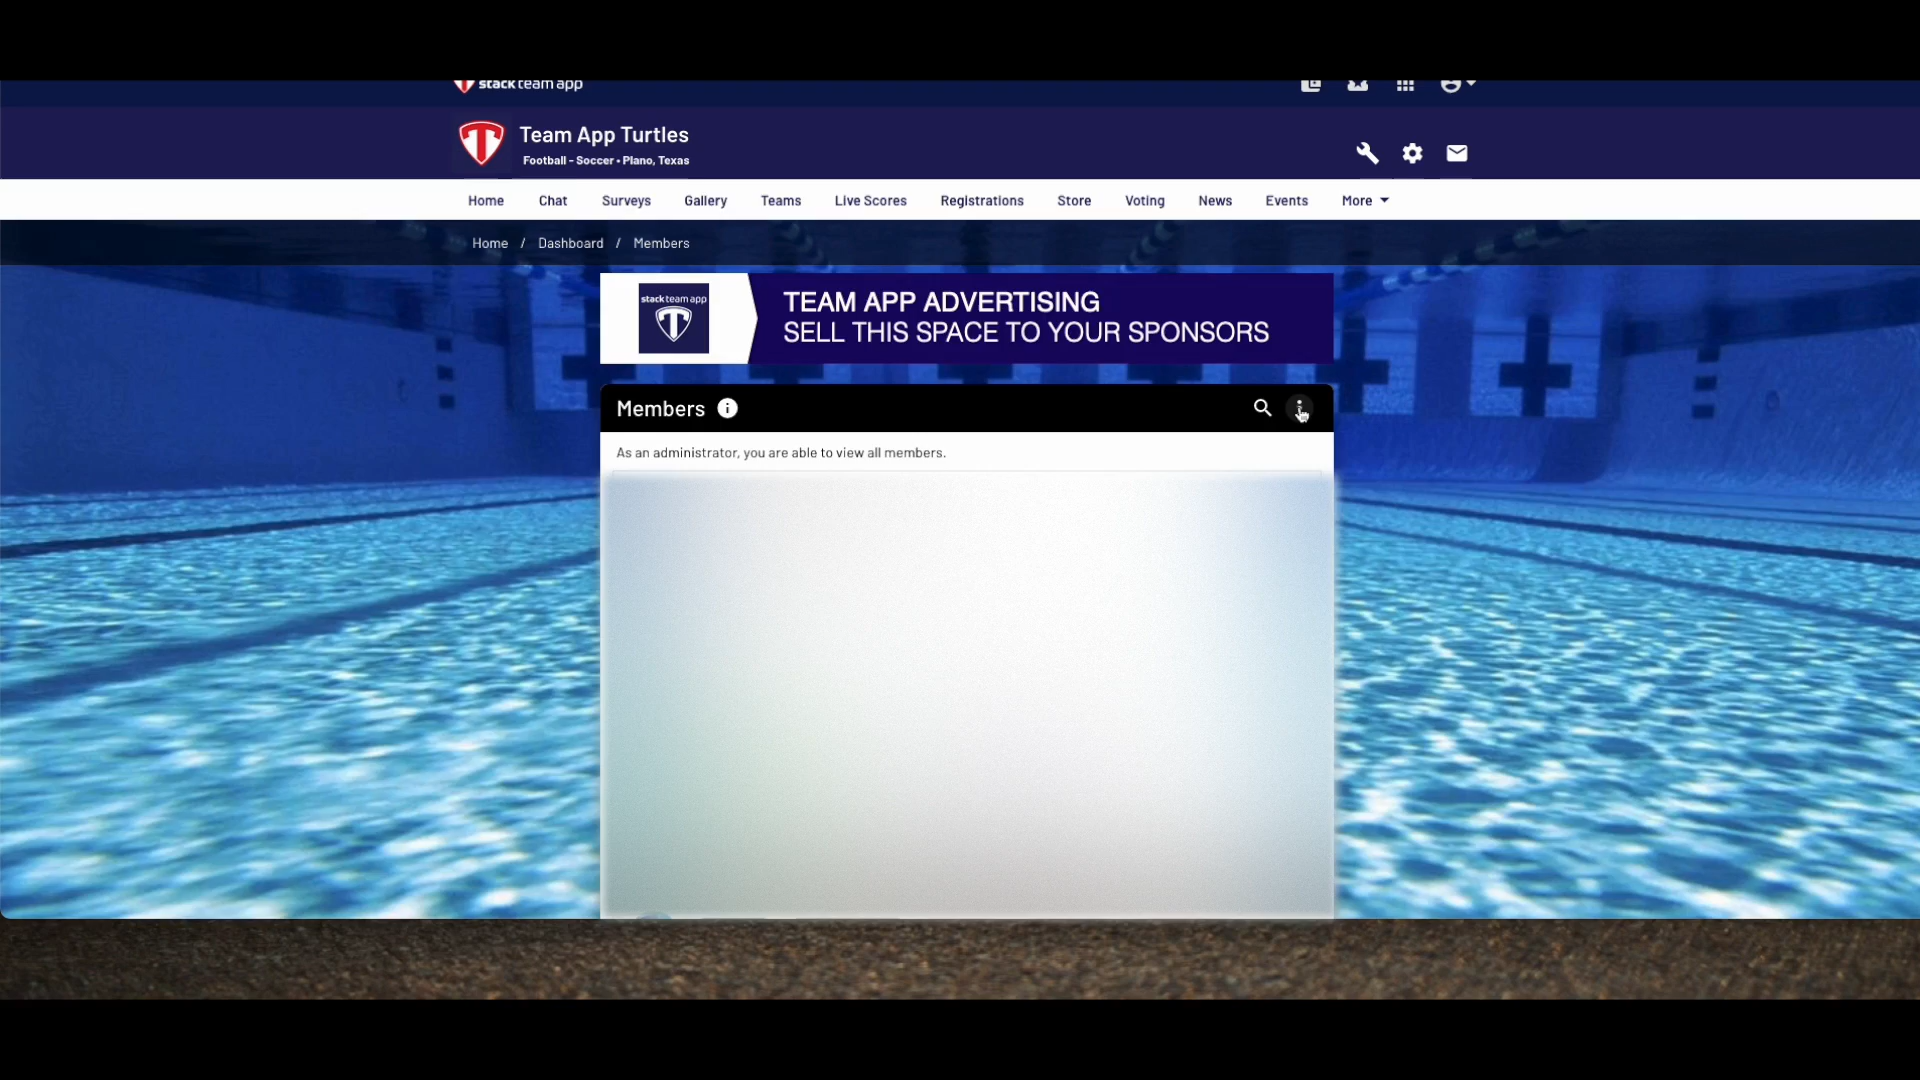 stack team app
Team App Turtles
Football - Soccer • Plano, Texas
Home Chat Surveys Gallery Teams Live Scores Registrations Store Voting News Events More
Home / Dashboard / Members
stack team app
TEAM APP ADVERTISING
SELL THIS SPACE TO YOUR SPONSORS
Members
As an administrator, you are able to view all members.